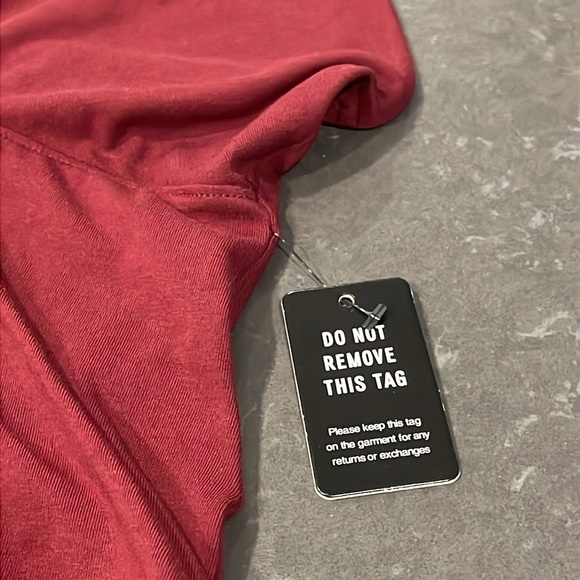 DO NOT
REMOVE
THIS TAG
Please keep this tag
on the garment for any
returns or exchanges